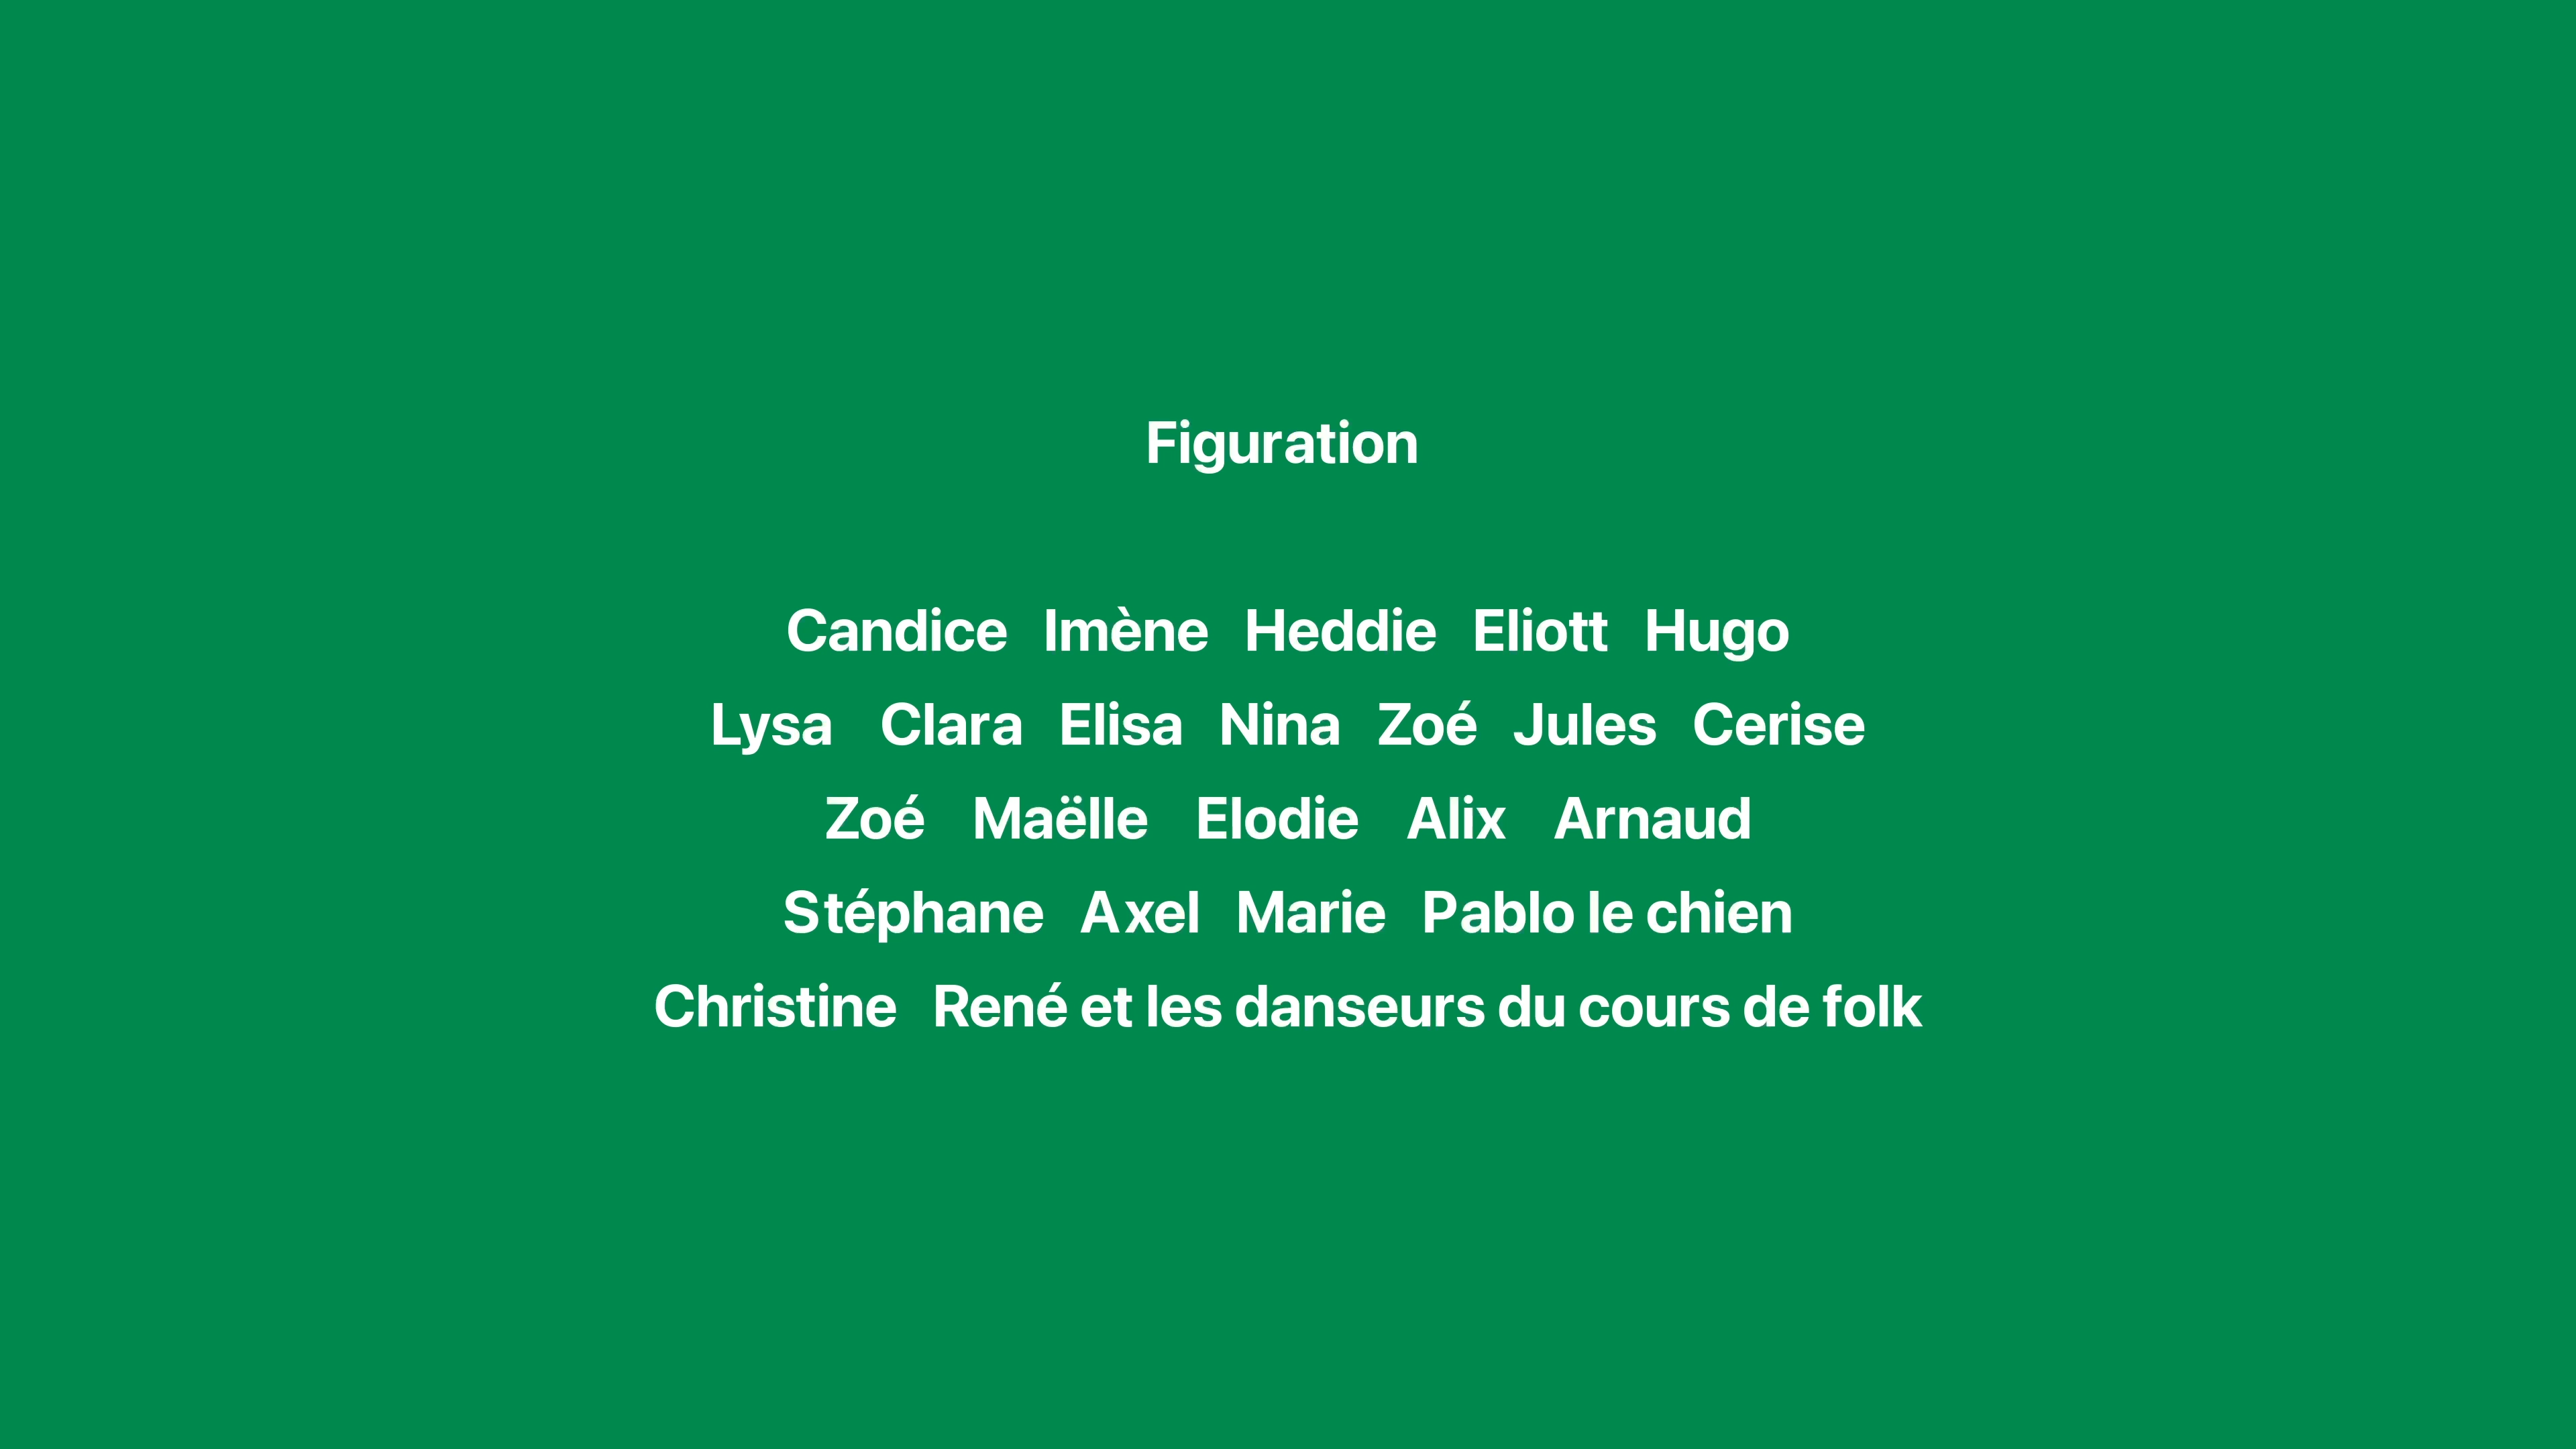 Figuration
Candice Imène Heddie Eliott Hugo
Lysa Clara Elisa Nina Zoé Jules Cerise
Zoé Maëlle Elodie Alix Arnaud
Stéphane Axel Marie Pablo le chien
Christine René et les danseurs du cours de folk